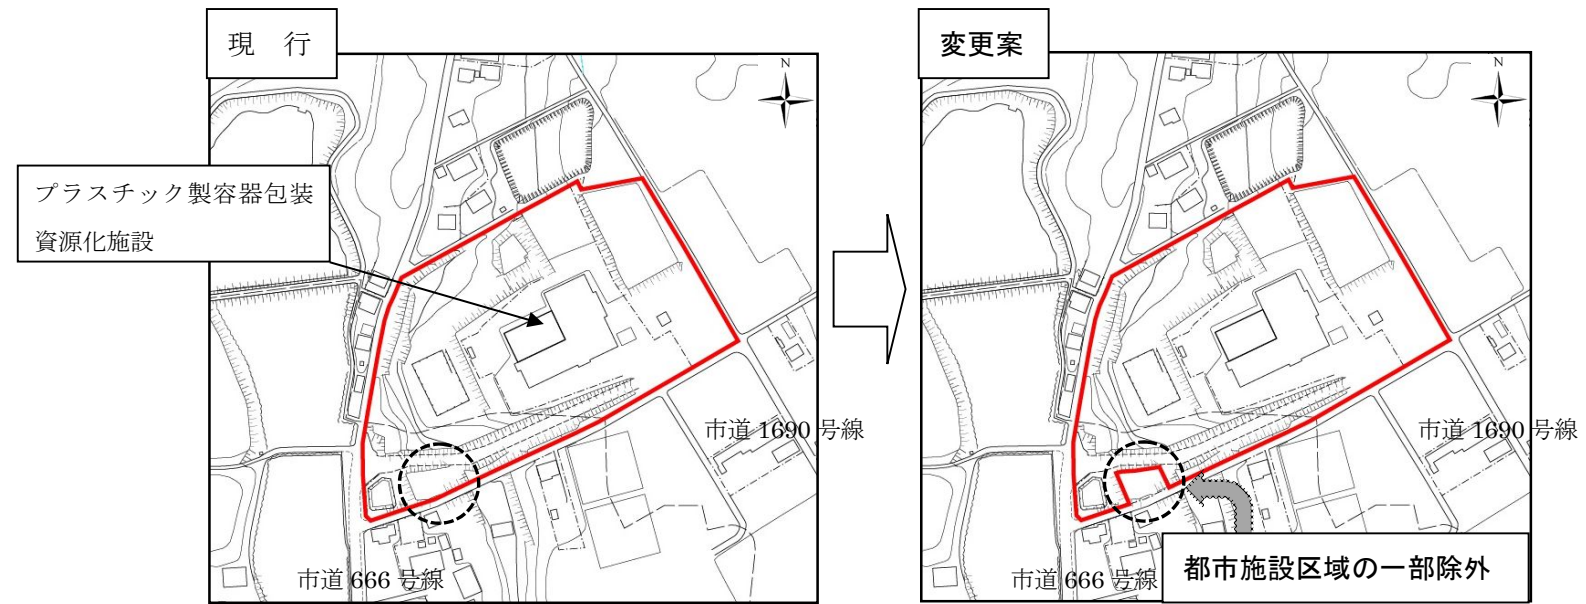 現　行
N
プラスチック製容器包装
資源化施設
市道 1690 号線
市道 666 号線
変更案
N
市道 1690 号線
市道 666 号線
都市施設区域の一部除外